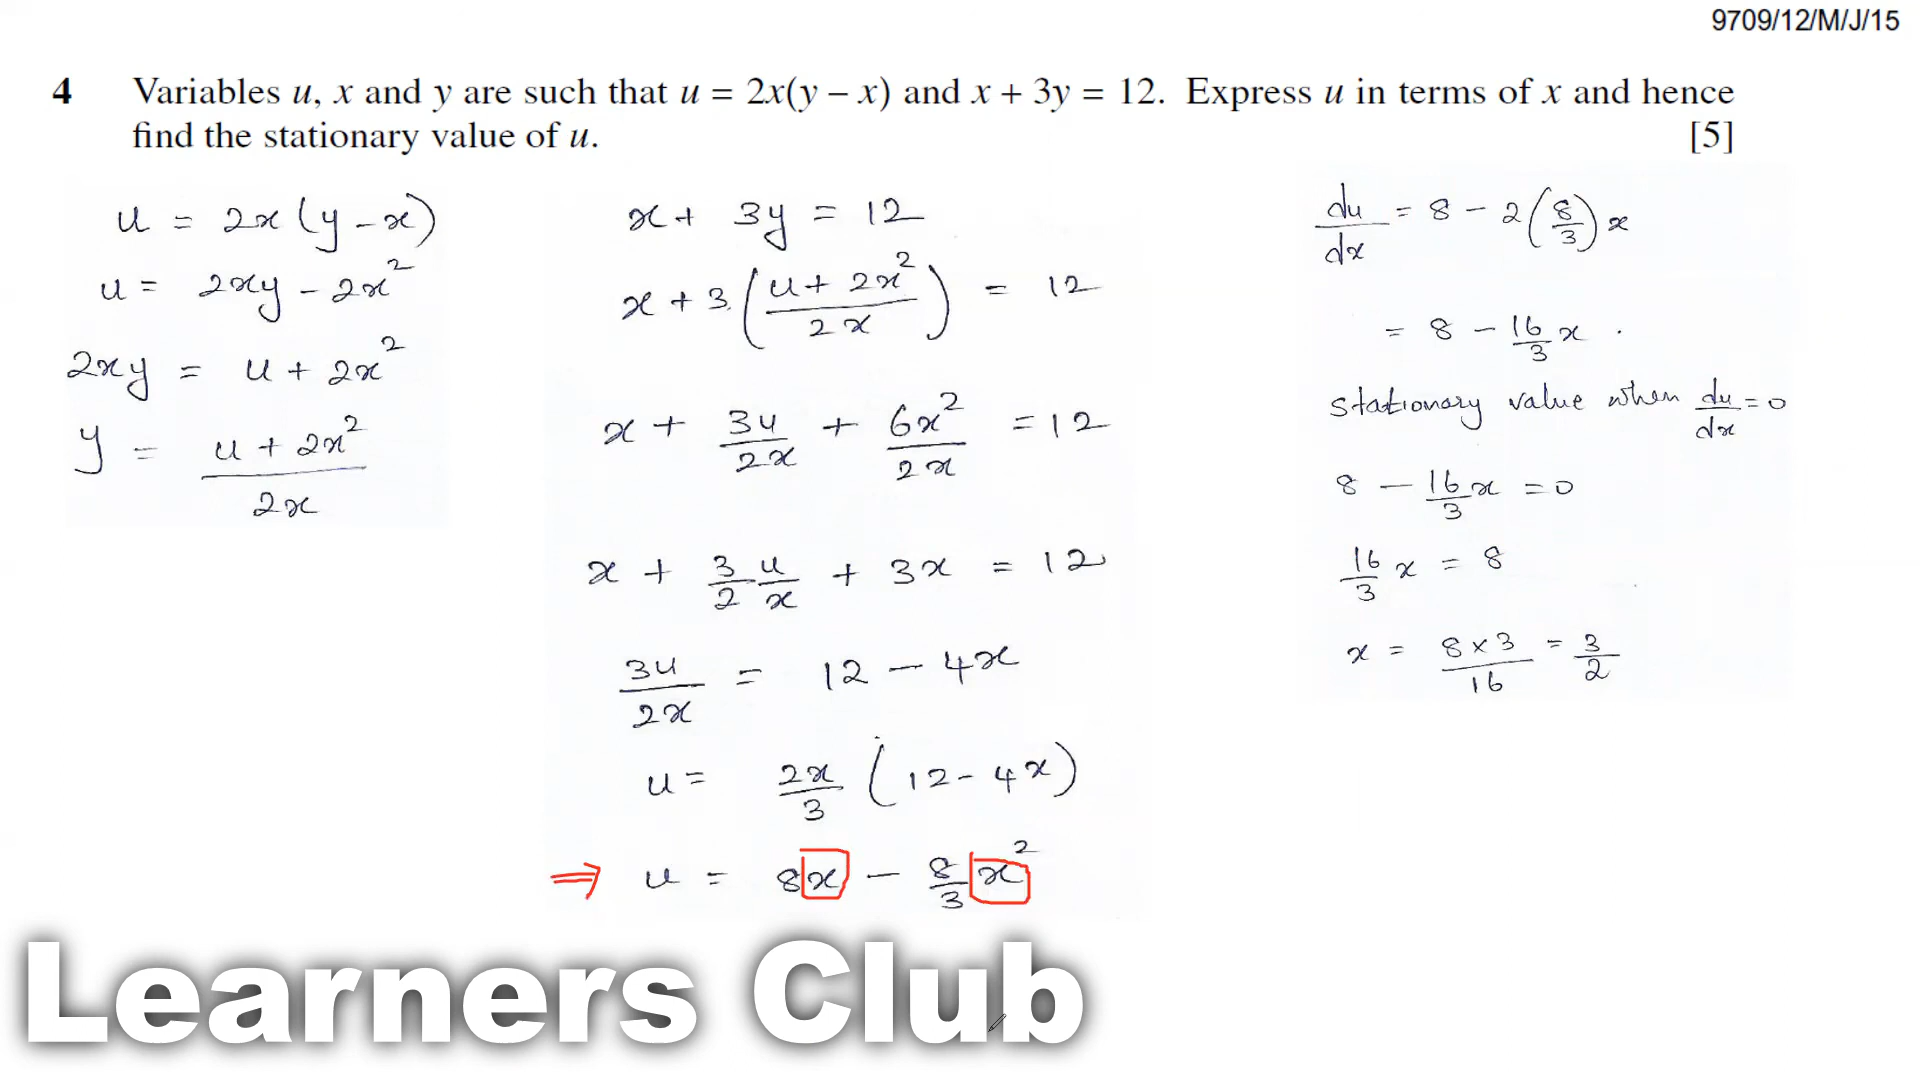 9709/12/M/J/15
4 Variables u, x and y are such that u = 2x(y − x) and x + 3y = 12. Express u in terms of x and hence
find the stationary value of u. [5]
u = 2x (y − x)
u = 2xy − 2x²
2xy = u + 2x²
y = (u + 2x²)/2x
x + 3y = 12
x + 3 ((u + 2x²)/2x) = 12
x + 3u/2x + 6x²/2x = 12
x + 3/2 u/x + 3x = 12
3u/2x = 12 − 4x
u = 2x/3 (12 − 4x)
⇒ u = 8x − 8/3 x²
du/dx = 8 − 2(8/3)x
= 8 − 16/3 x .
stationary value when du/dx = 0
8 − 16/3 x = 0
16/3 x = 8
x = (8 × 3)/16 = 3/2
Learners Club